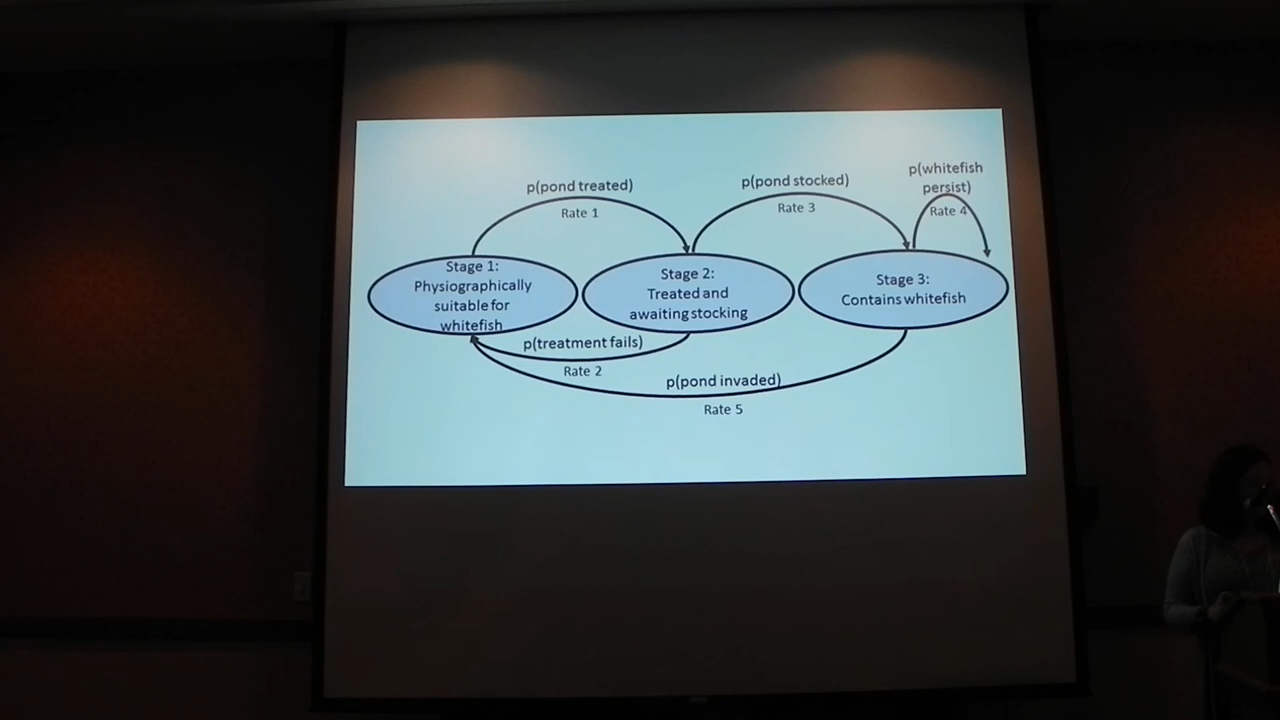 p(whitefish
persist)
Rate 4
p(pond treated)
Rate 1
p(pond stocked)
Rate 3
Stage 1:
Physiographically
suitable for
whitefish
Stage 2:
Treated and
awaiting stocking
Stage 3:
Contains whitefish
p(treatment fails)
Rate 2
p(pond invaded)
Rate 5